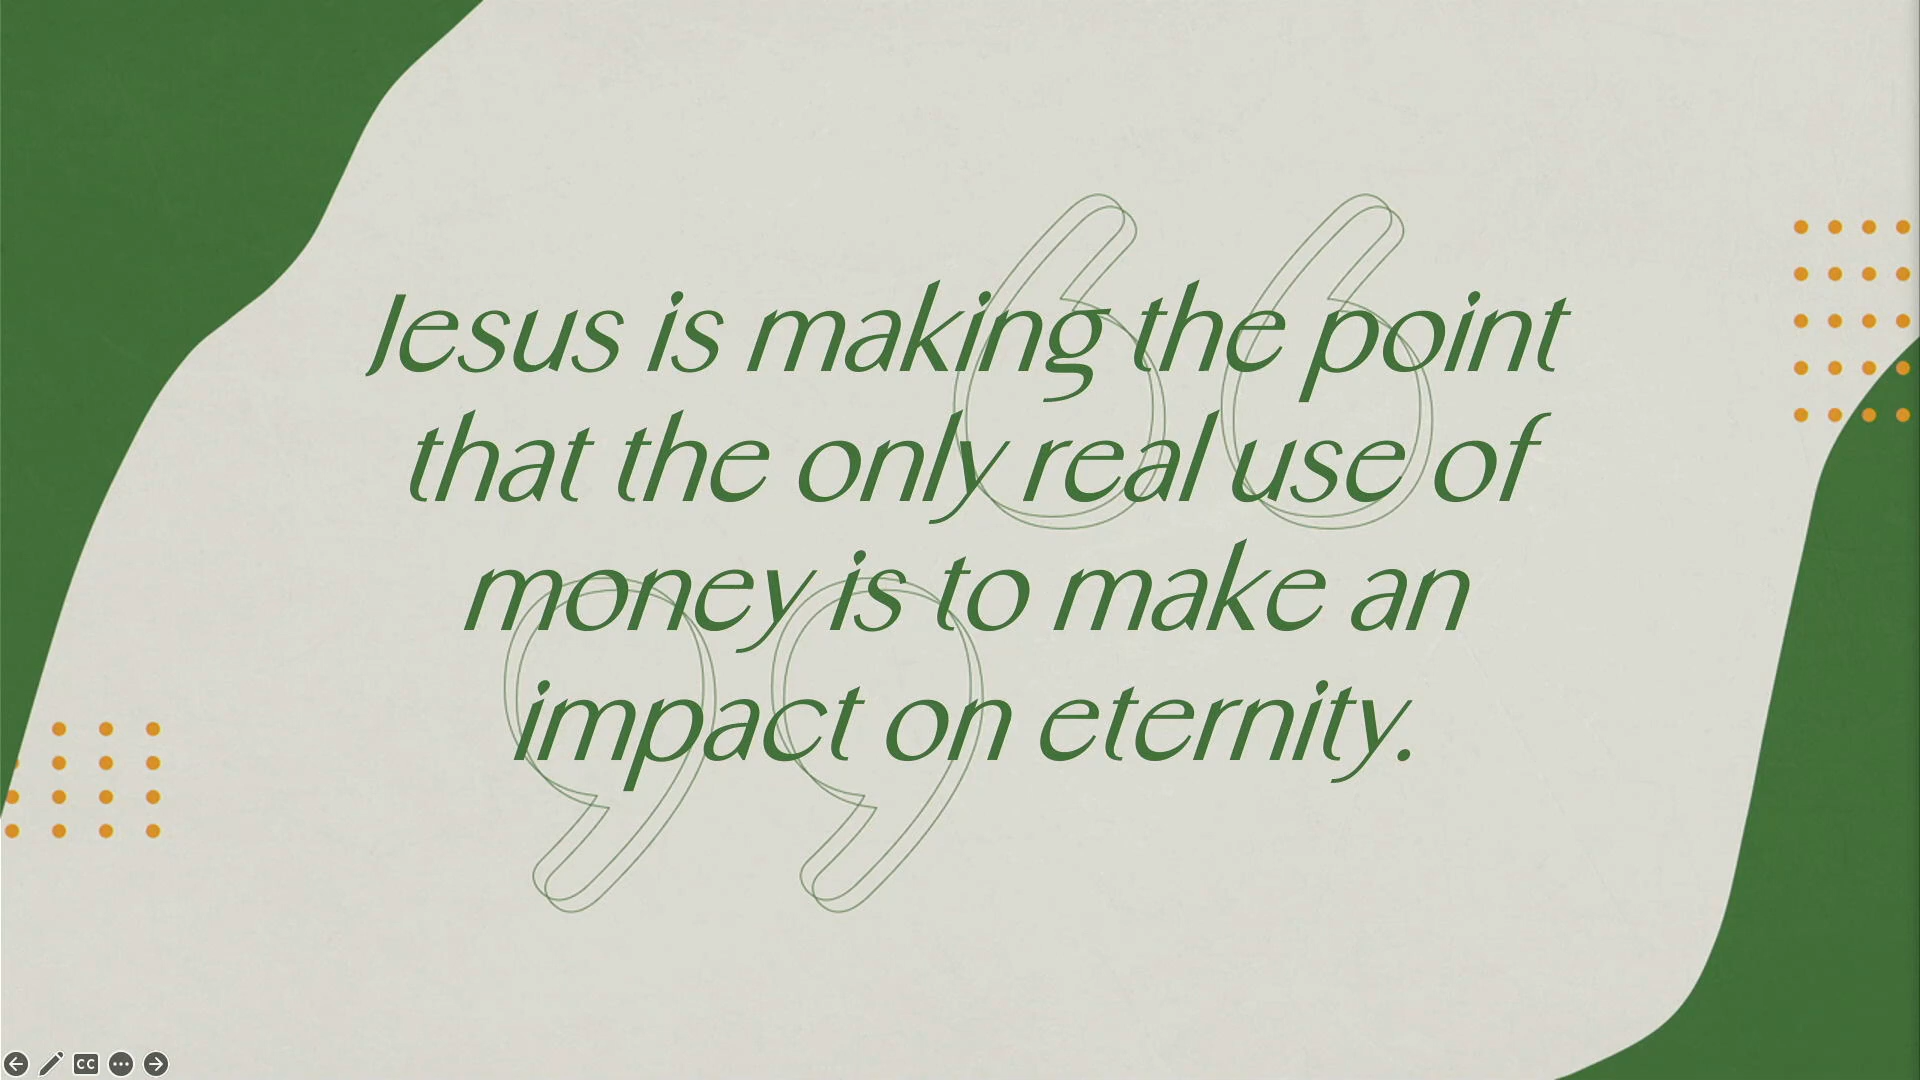 Jesus is making the point
that the only real use of
money is to make an
impact on eternity.
CC